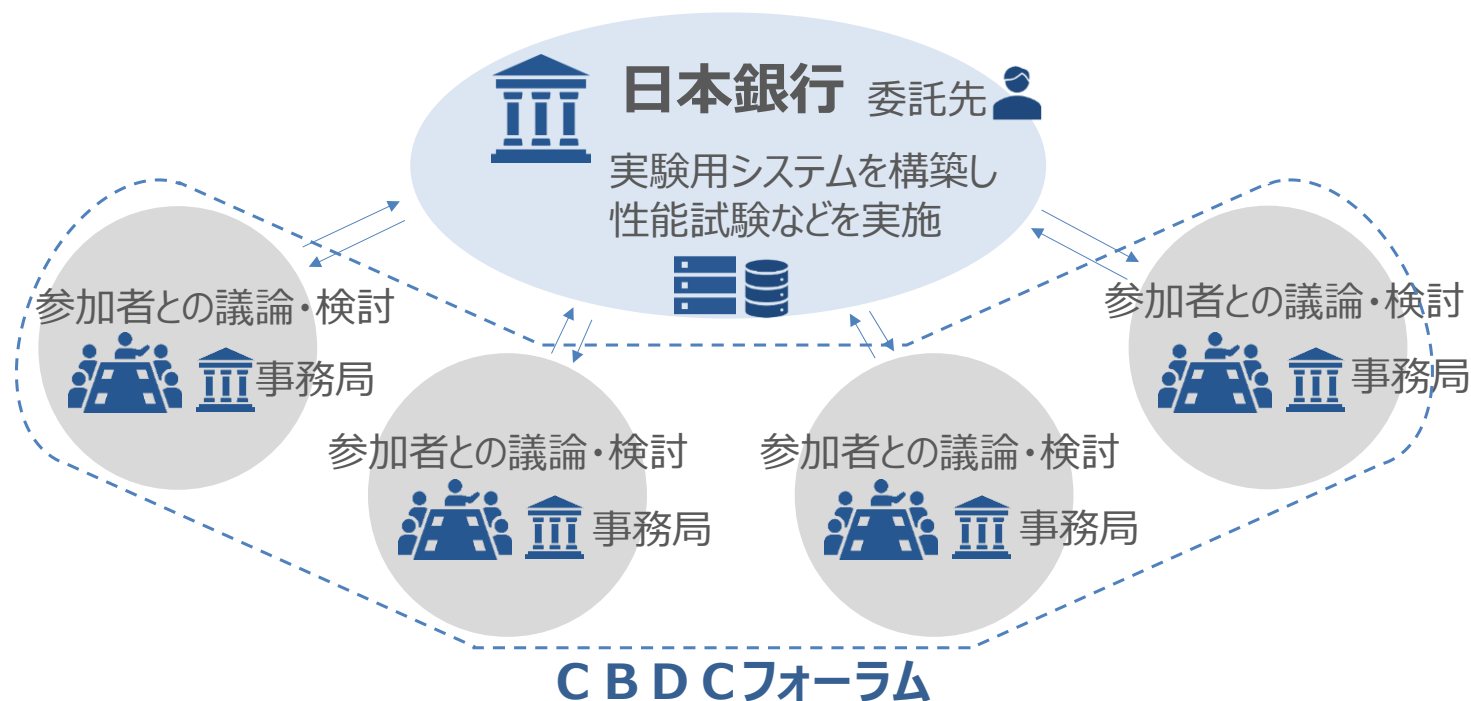 日本銀行 委託先
実験用システムを構築し
性能試験などを実施
参加者との議論・検討
事務局
参加者との議論・検討
事務局
参加者との議論・検討
事務局
参加者との議論・検討
事務局
ＣＢＤＣフォーラム